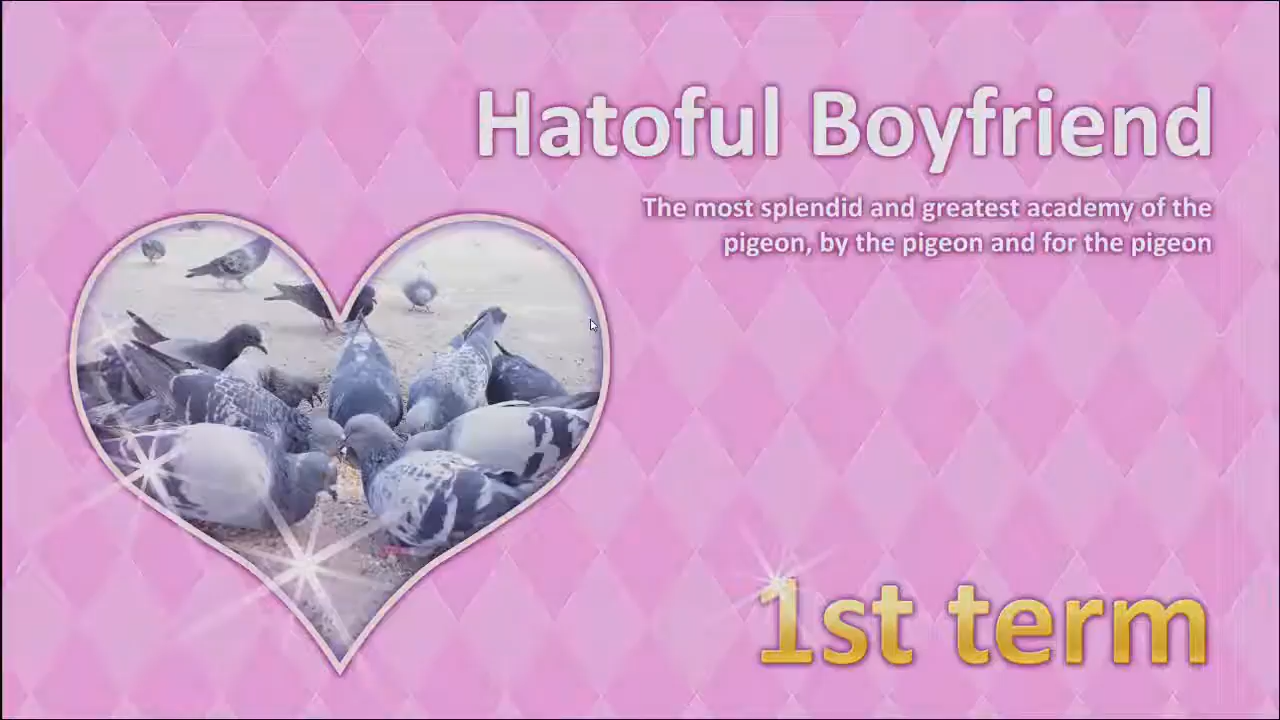 Hatoful Boyfriend
The most splendid and greatest academy of the
pigeon, by the pigeon and for the pigeon
1st term